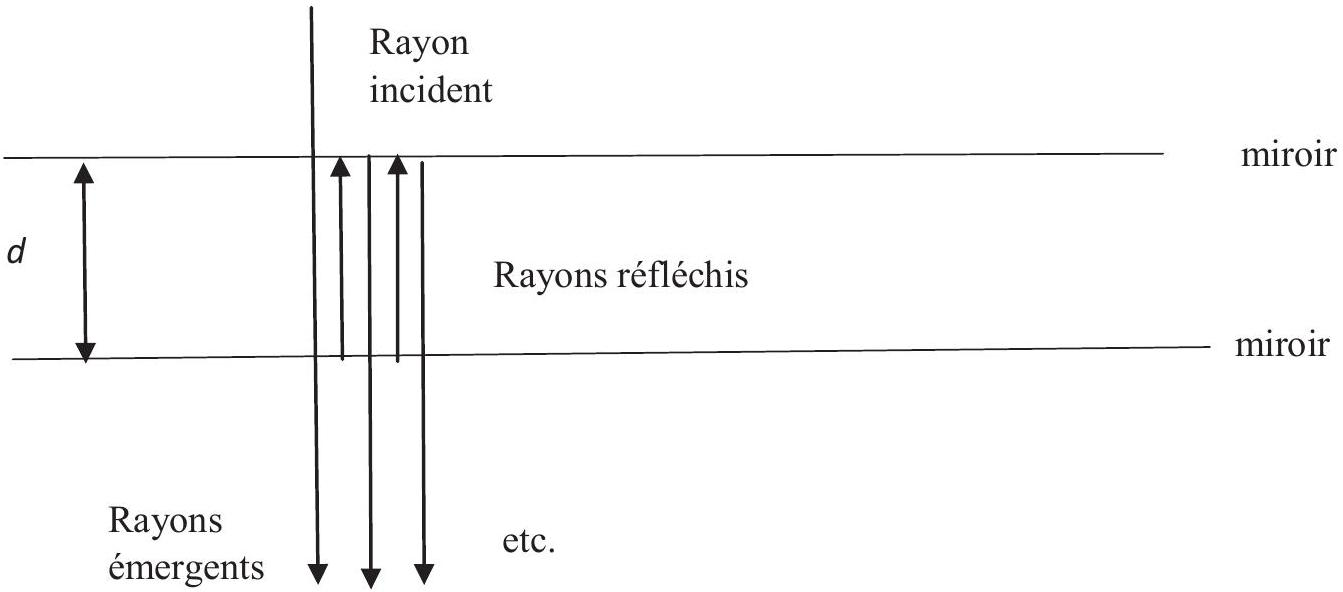 Rayon
incident
miroir
d
Rayons réfléchis
miroir
Rayons
émergents
etc.